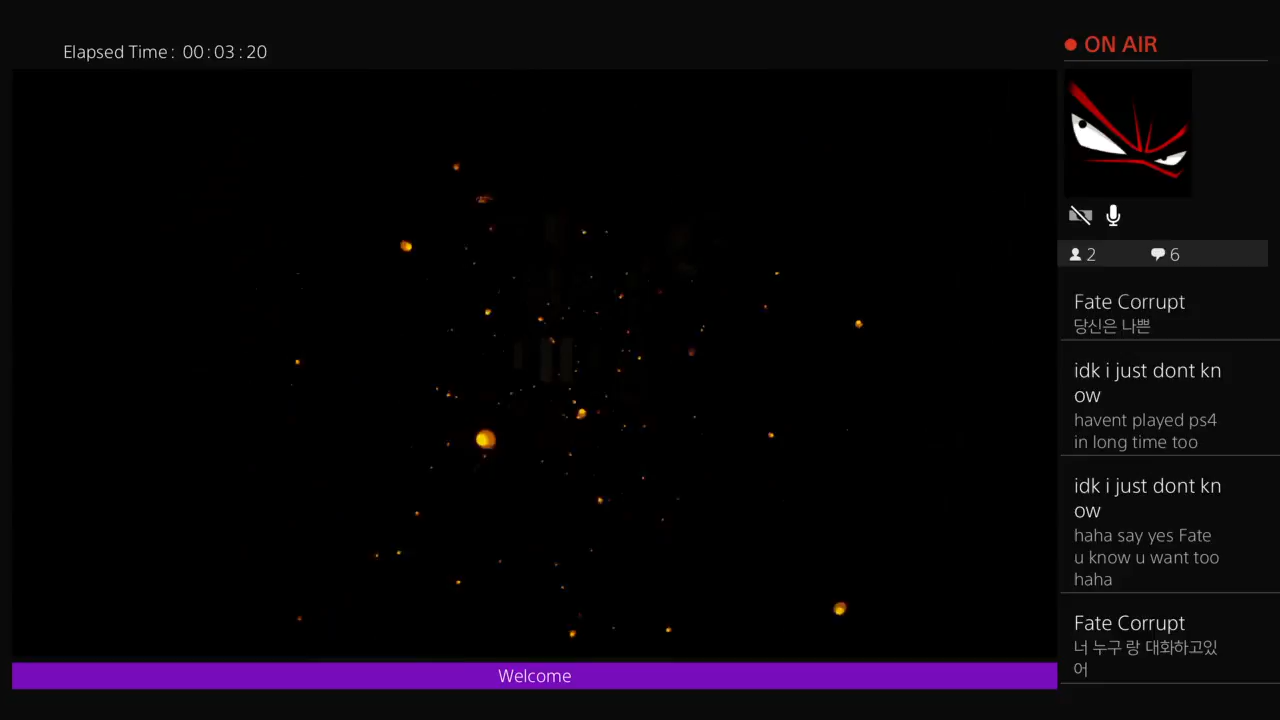 Elapsed Time: 00:03:20
ON AIR
2
6
Fate Corrupt
당신은 나쁜
idk i just dont kn
ow
havent played ps4
in long time too
idk i just dont kn
ow
haha say yes Fate
u know u want too
haha
Fate Corrupt
너 누구 랑 대화하고있
어
Welcome